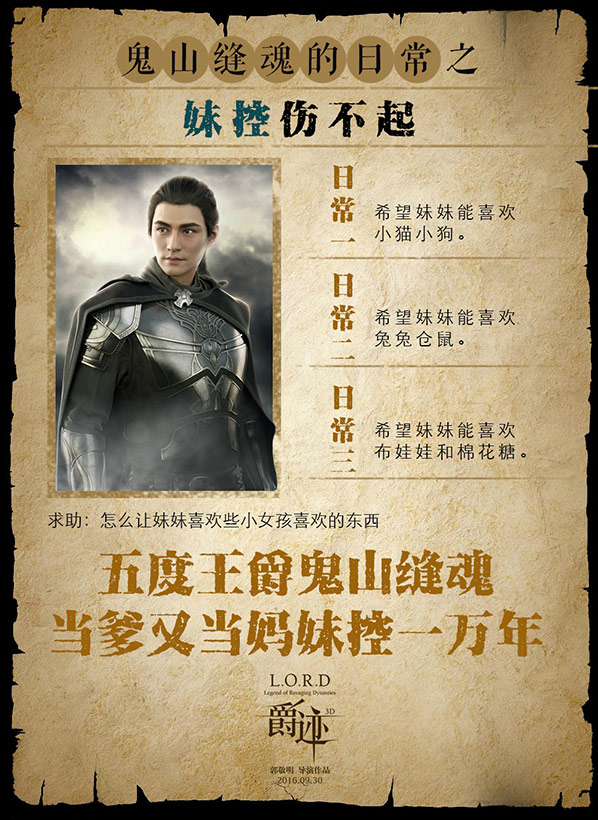 鬼山缝魂的日常之
妹控伤不起
日常一
希望妹妹能喜欢
小猫小狗。
日常二
希望妹妹能喜欢
兔兔仓鼠。
日常三
希望妹妹能喜欢
布娃娃和棉花糖。
求助：怎么让妹妹喜欢些小女孩喜欢的东西
五度王爵鬼山缝魂
当爹又当妈妹控一万年
L.O.R.D
Legend of Ravaging Dynasties
爵迹 3D
郭敬明 导演作品
2016.09.30